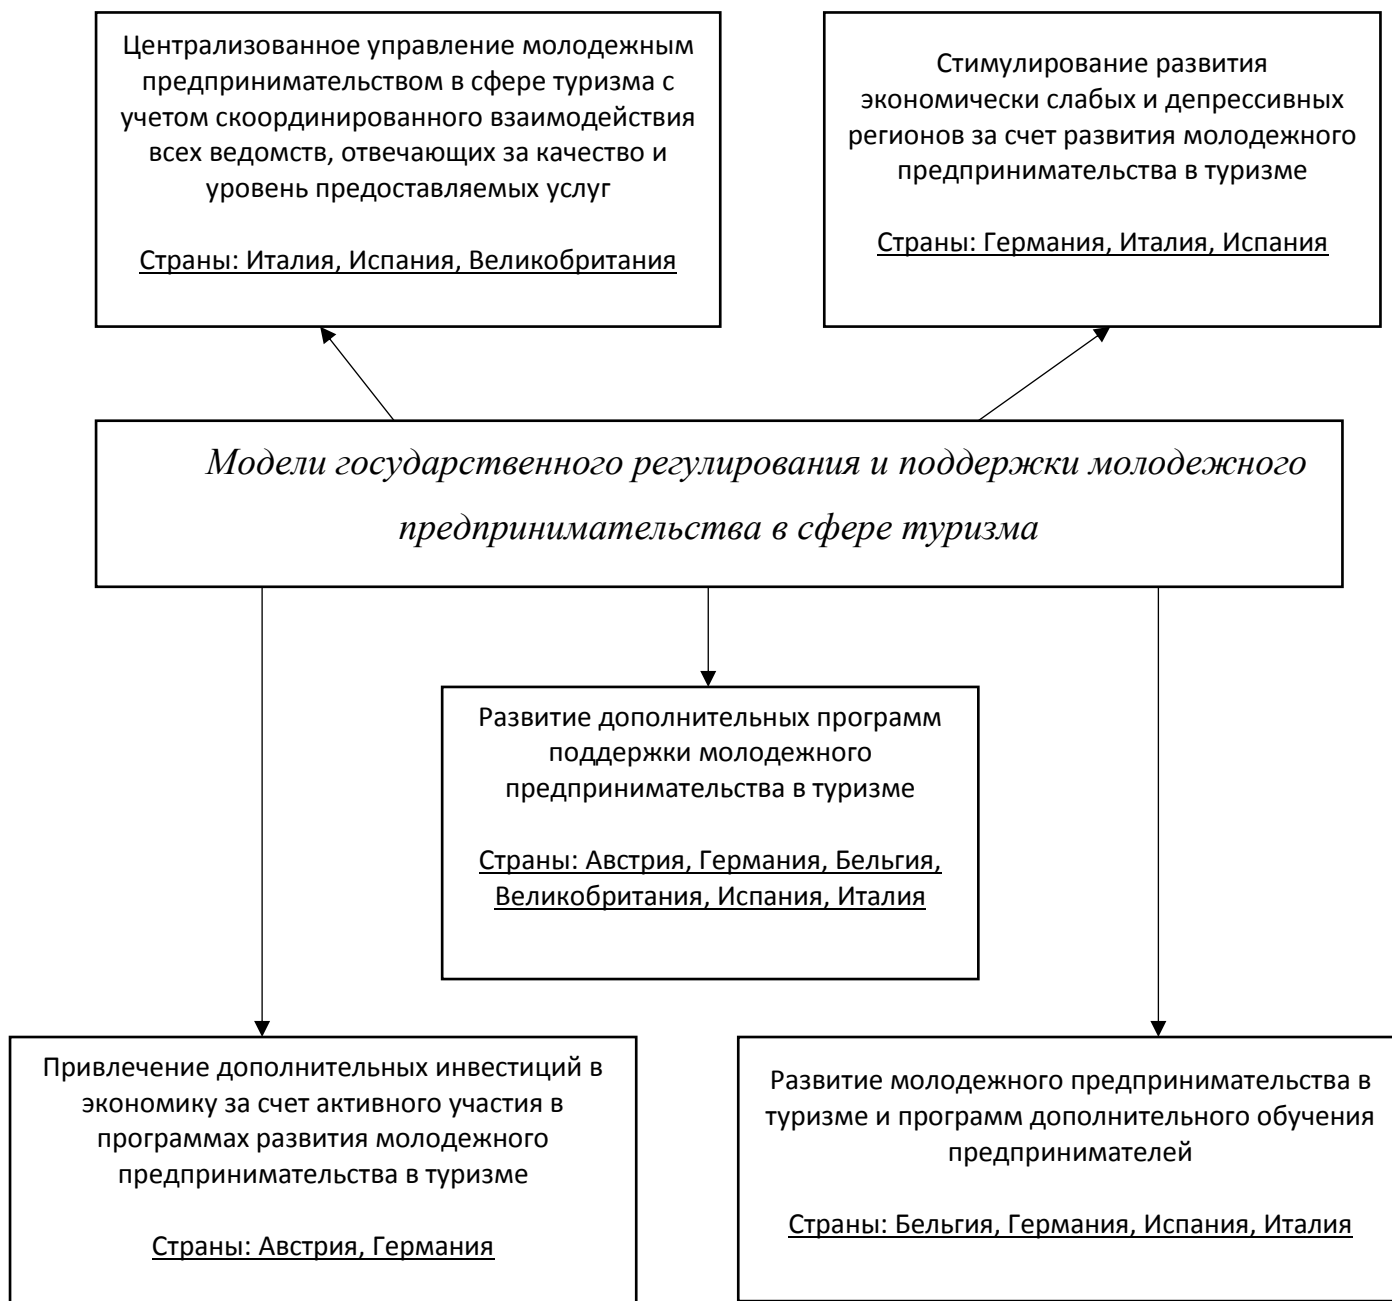 Централизованное управление молодежным
предпринимательством в сфере туризма с
учетом скоординированного взаимодействия
всех ведомств, отвечающих за качество и
уровень предоставляемых услуг
Страны: Италия, Испания, Великобритания
Стимулирование развития
экономически слабых и депрессивных
регионов за счет развития молодежного
предпринимательства в туризме
Страны: Германия, Италия, Испания
Модели государственного регулирования и поддержки молодежного
предпринимательства в сфере туризма
Развитие дополнительных программ
поддержки молодежного
предпринимательства в туризме
Страны: Австрия, Германия, Бельгия,
Великобритания, Испания, Италия
Привлечение дополнительных инвестиций в
экономику за счет активного участия в
программах развития молодежного
предпринимательства в туризме
Страны: Австрия, Германия
Развитие молодежного предпринимательства в
туризме и программ дополнительного обучения
предпринимателей
Страны: Бельгия, Германия, Испания, Италия